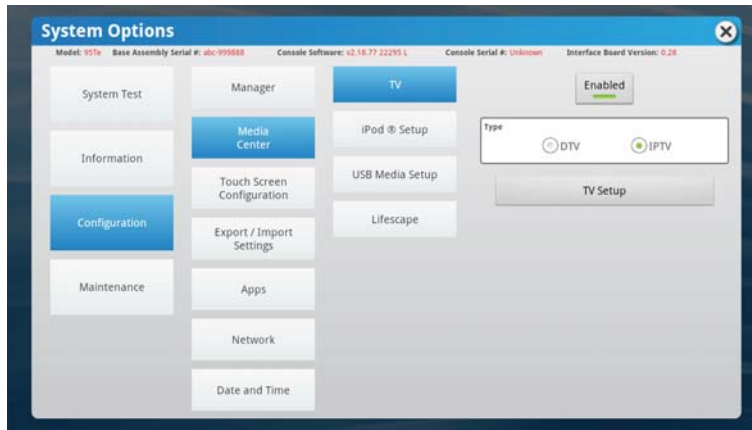 System Options
Model: 95Te Base Assembly Serial #: abc-999888 Console Software: v2.18.77 22295 L Console Serial #: Unknown Interface Board Version: 0.28
System Test
Information
Configuration
Maintenance
Manager
Media
Center
Touch Screen
Configuration
Export / Import
Settings
Apps
Network
Date and Time
TV
iPod ® Setup
USB Media Setup
Lifescape
Enabled
Type
DTV IPTV
TV Setup